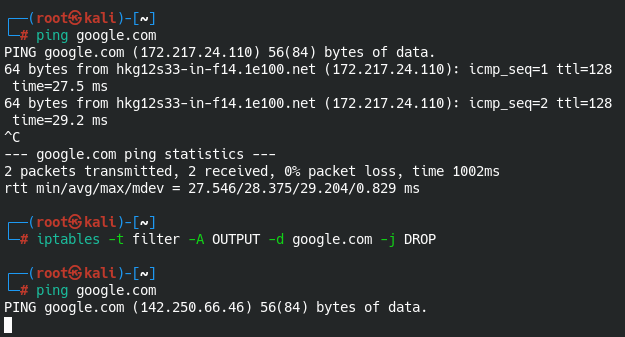 ┌──(root㉿kali)-[~]
└─# ping google.com
PING google.com (172.217.24.110) 56(84) bytes of data.
64 bytes from hkg12s33-in-f14.1e100.net (172.217.24.110): icmp_seq=1 ttl=128
 time=27.5 ms
64 bytes from hkg12s33-in-f14.1e100.net (172.217.24.110): icmp_seq=2 ttl=128
 time=29.2 ms
^C
--- google.com ping statistics ---
2 packets transmitted, 2 received, 0% packet loss, time 1002ms
rtt min/avg/max/mdev = 27.546/28.375/29.204/0.829 ms
┌──(root㉿kali)-[~]
└─# iptables -t filter -A OUTPUT -d google.com -j DROP
┌──(root㉿kali)-[~]
└─# ping google.com
PING google.com (142.250.66.46) 56(84) bytes of data.